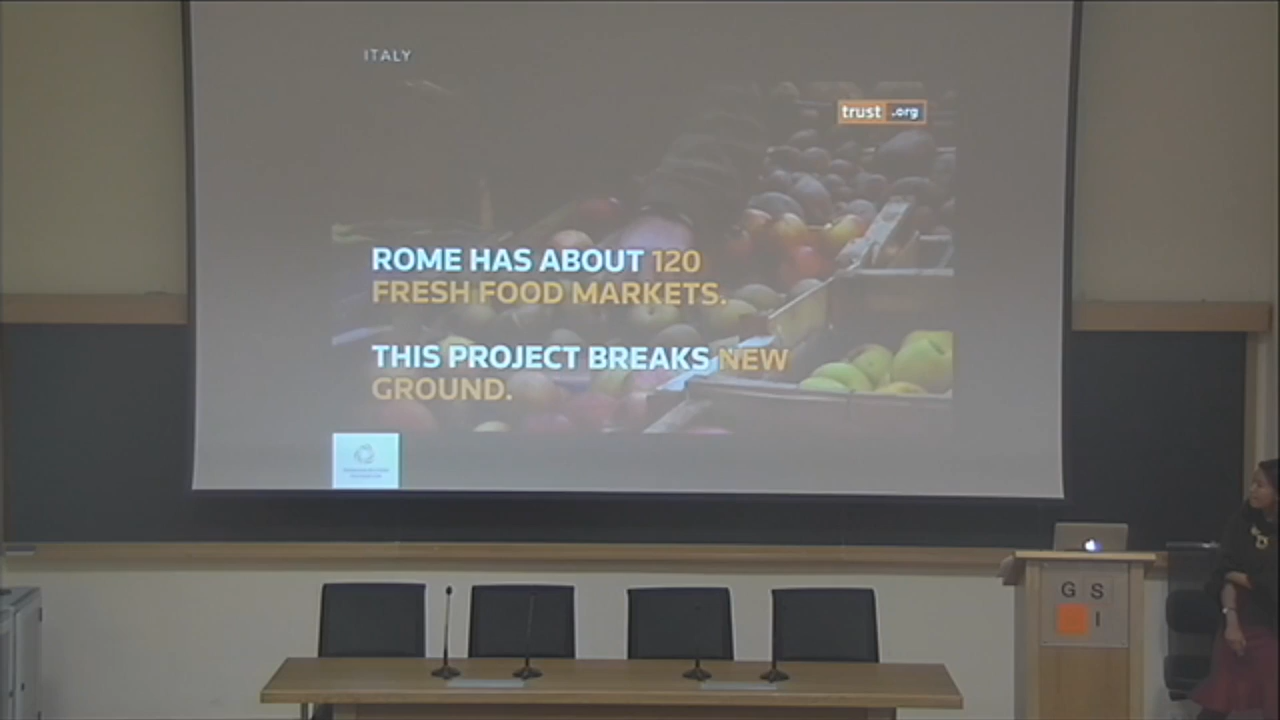 ITALY
trust .org
ROME HAS ABOUT 120
FRESH FOOD MARKETS.
THIS PROJECT BREAKS NEW
GROUND.
G S
I